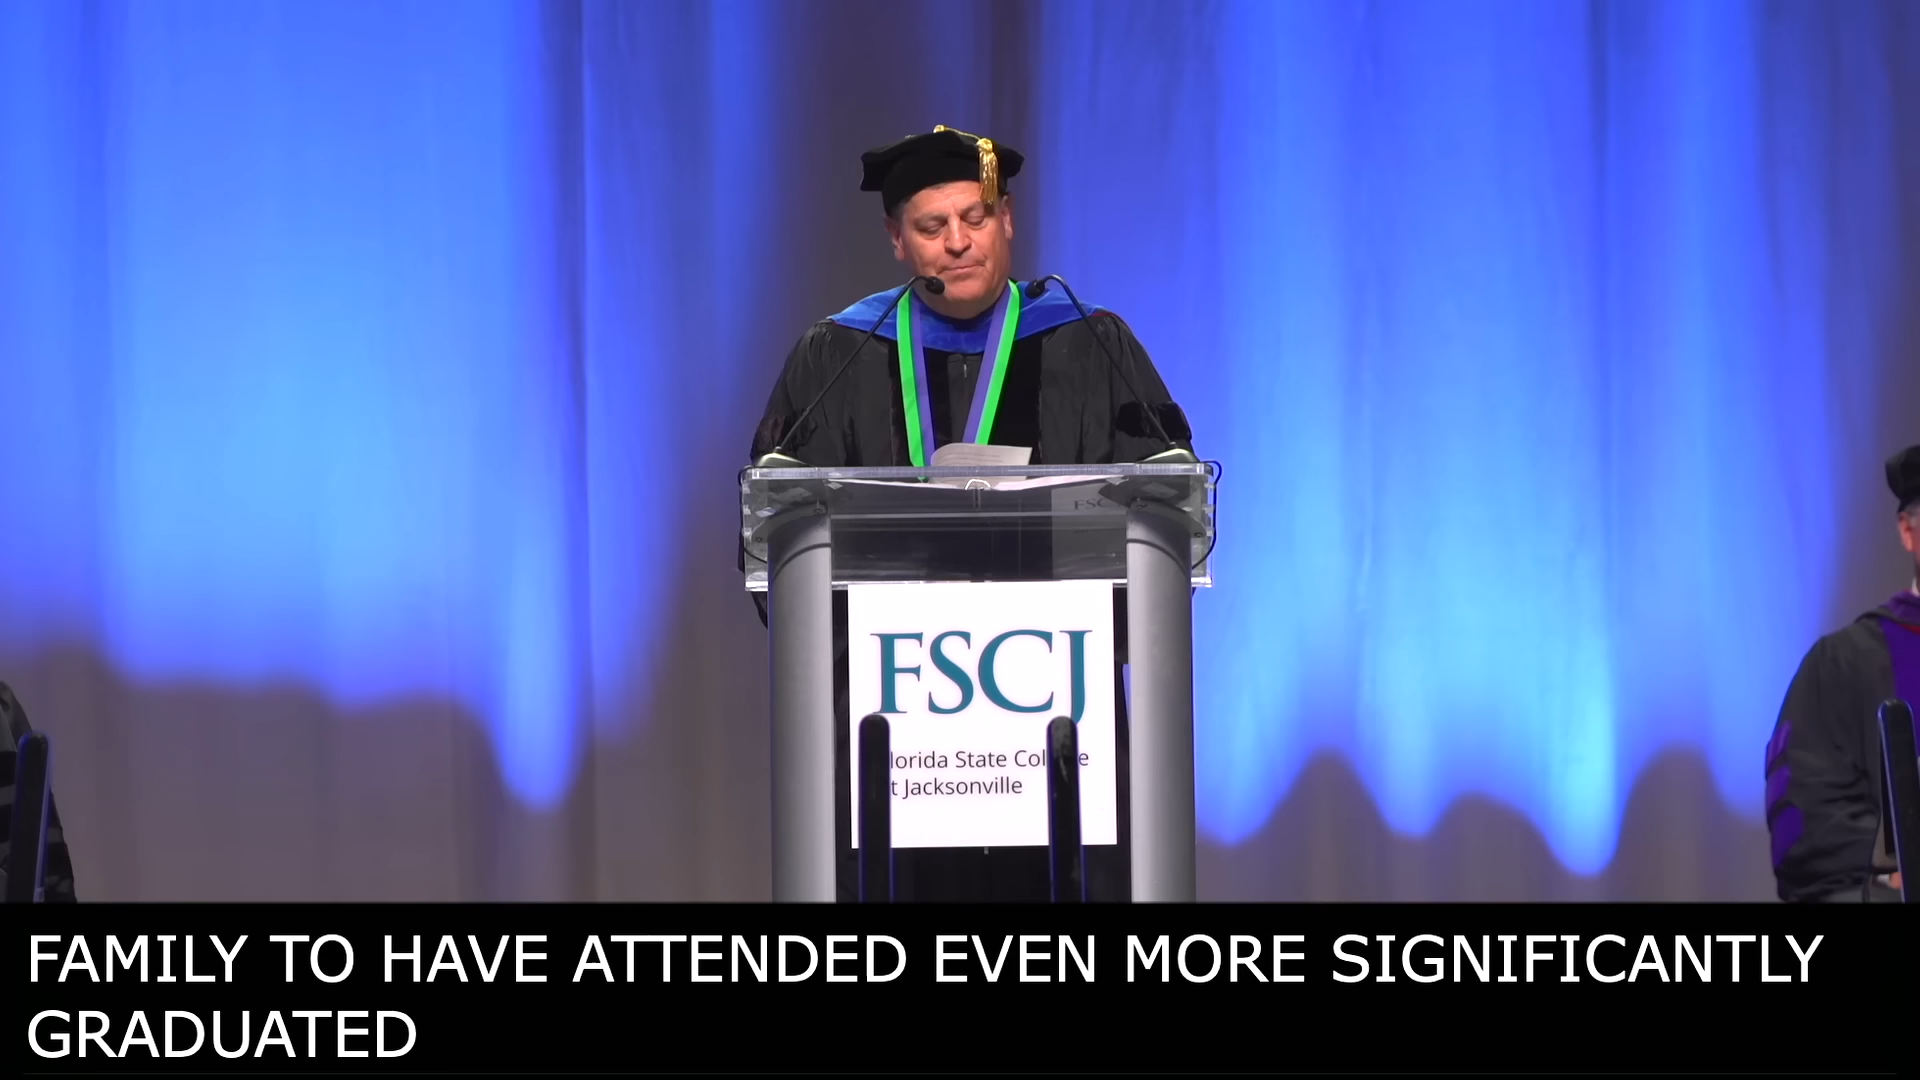 FSCJ
lorida State Col e
t Jacksonville
FAMILY TO HAVE ATTENDED EVEN MORE SIGNIFICANTLY
GRADUATED